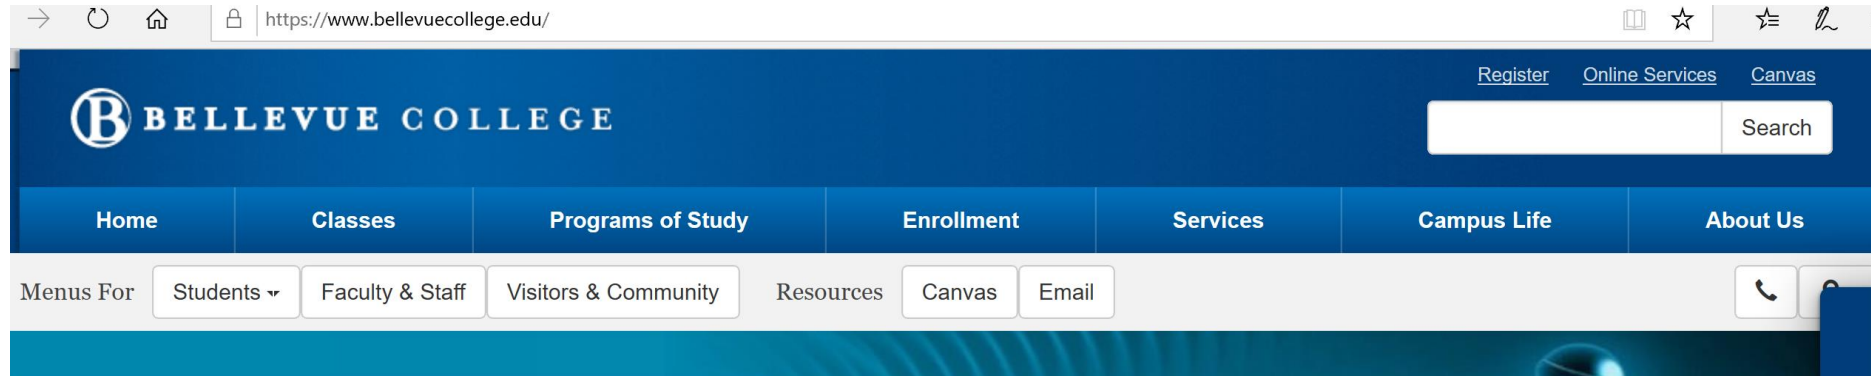 https://www.bellevuecollege.edu/
Register Online Services Canvas
B BELLEVUE COLLEGE
Search
Home Classes Programs of Study Enrollment Services Campus Life About Us
Menus For Students Faculty & Staff Visitors & Community Resources Canvas Email